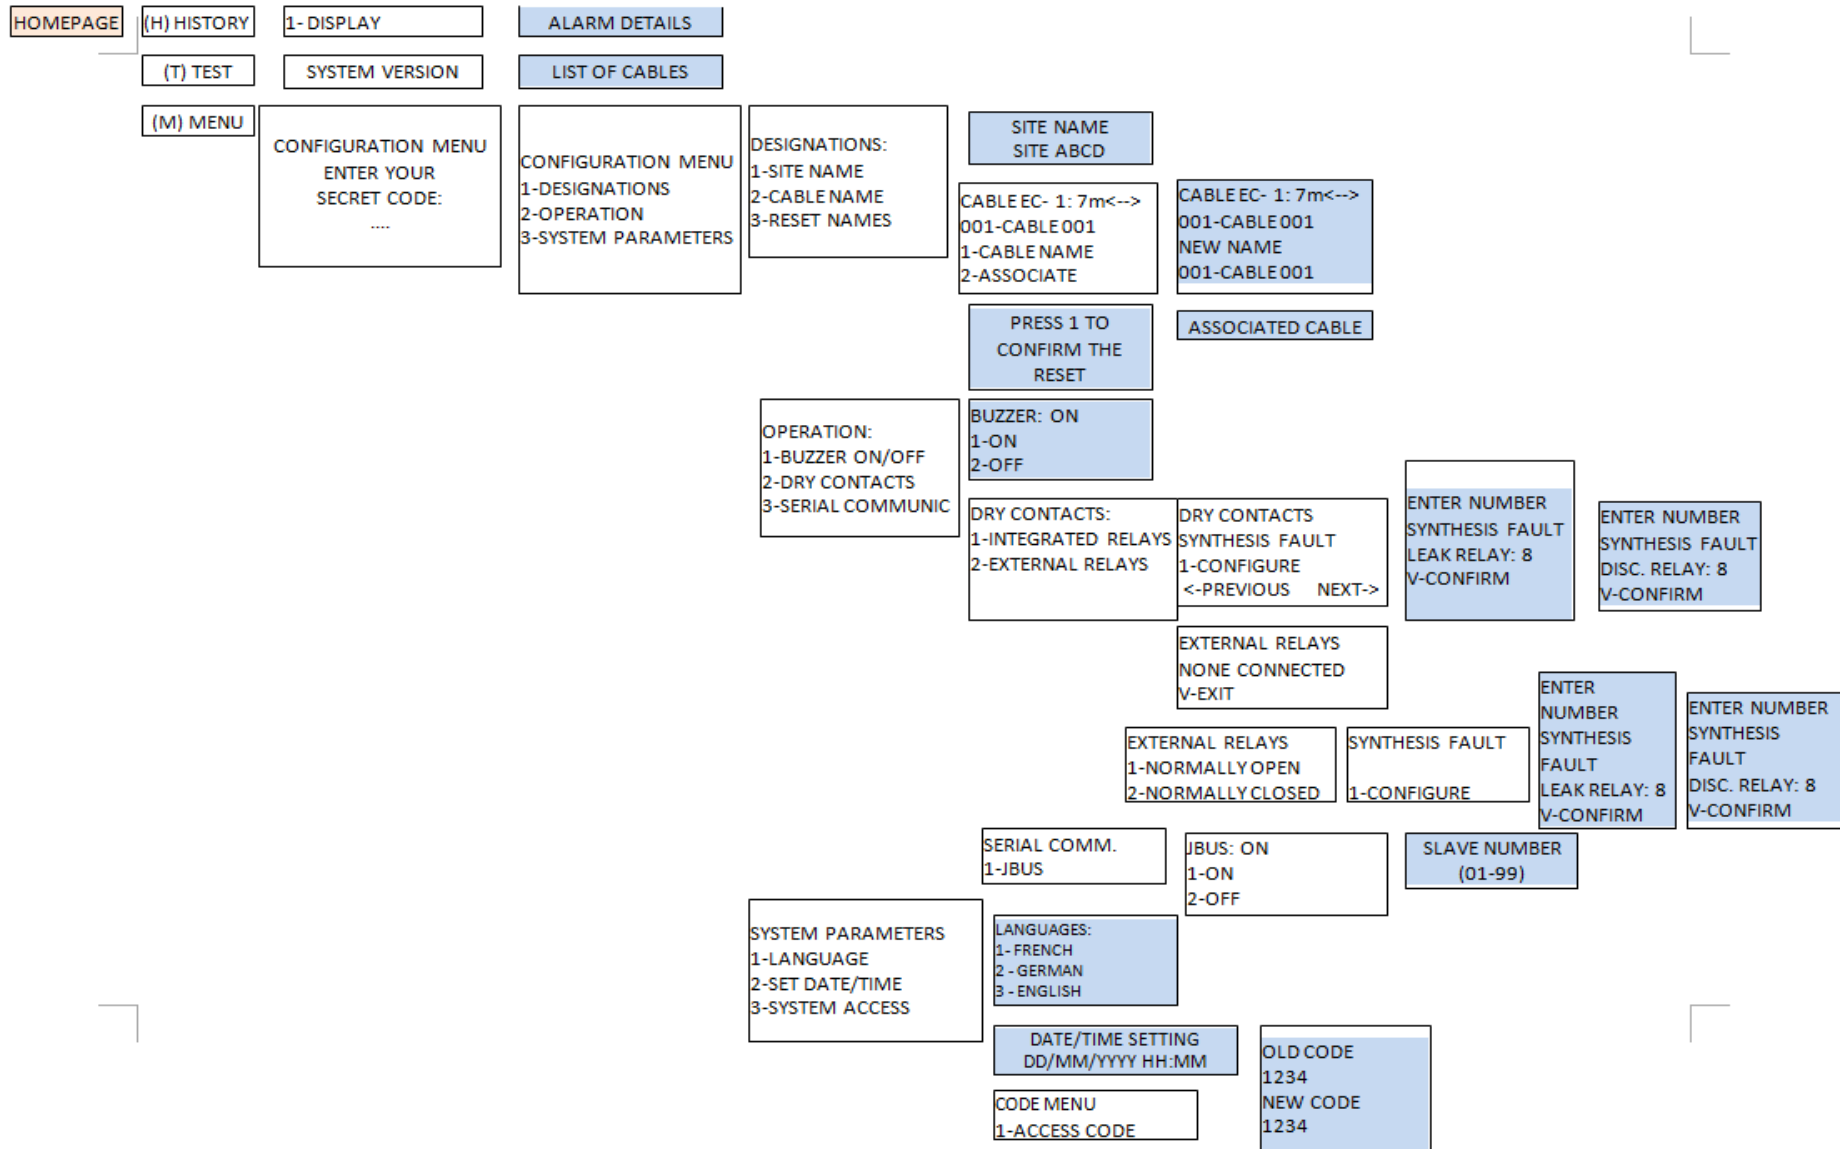 HOMEPAGE
(H) HISTORY
1- DISPLAY
ALARM DETAILS
(T) TEST
SYSTEM VERSION
LIST OF CABLES
(M) MENU
CONFIGURATION MENU
ENTER YOUR
SECRET CODE:
....
CONFIGURATION MENU
1-DESIGNATIONS
2-OPERATION
3-SYSTEM PARAMETERS
DESIGNATIONS:
1-SITE NAME
2-CABLE NAME
3-RESET NAMES
SITE NAME
SITE ABCD
CABLE EC- 1: 7m<-->
001-CABLE 001
1-CABLE NAME
2-ASSOCIATE
CABLE EC- 1: 7m<-->
001-CABLE 001
NEW NAME
001-CABLE 001
PRESS 1 TO
CONFIRM THE
RESET
ASSOCIATED CABLE
OPERATION:
1-BUZZER ON/OFF
2-DRY CONTACTS
3-SERIAL COMMUNIC
BUZZER: ON
1-ON
2-OFF
DRY CONTACTS:
1-INTEGRATED RELAYS
2-EXTERNAL RELAYS
DRY CONTACTS
SYNTHESIS FAULT
1-CONFIGURE
<-PREVIOUS NEXT->
ENTER NUMBER
SYNTHESIS FAULT
LEAK RELAY: 8
V-CONFIRM
ENTER NUMBER
SYNTHESIS FAULT
DISC. RELAY: 8
V-CONFIRM
EXTERNAL RELAYS
NONE CONNECTED
V-EXIT
EXTERNAL RELAYS
1-NORMALLY OPEN
2-NORMALLY CLOSED
SYNTHESIS FAULT
1-CONFIGURE
ENTER
NUMBER
SYNTHESIS
FAULT
LEAK RELAY: 8
V-CONFIRM
ENTER NUMBER
SYNTHESIS
FAULT
DISC. RELAY: 8
V-CONFIRM
SERIAL COMM.
1-JBUS
JBUS: ON
1-ON
2-OFF
SLAVE NUMBER
(01-99)
SYSTEM PARAMETERS
1-LANGUAGE
2-SET DATE/TIME
3-SYSTEM ACCESS
LANGUAGES:
1- FRENCH
2 - GERMAN
3 - ENGLISH
DATE/TIME SETTING
DD/MM/YYYY HH:MM
CODE MENU
1-ACCESS CODE
OLD CODE
1234
NEW CODE
1234